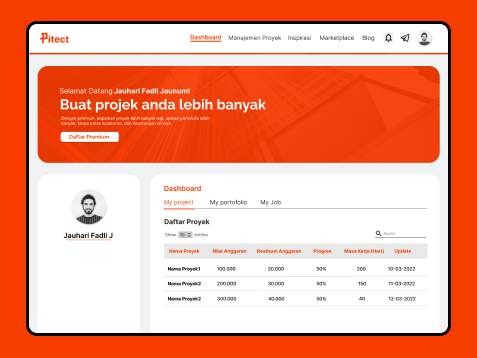 Pitect
Dashboard Manajemen Proyek Inspirasi Marketplace Blog
Selamat Datang Jauhari Fadli Jaunum!
Buat projek anda lebih banyak
Dengan premium, dapatkan proyek lebih banyak lagi, upload portofolio lebih
banyak, tanpa batas kesesuaian, dan keuntungan lainnya.
Daftar Premium
Jauhari Fadli J
Dashboard
My project My portofolio My Job
Daftar Proyek
Show 10 entries Search
Nama Proyek Nilai Anggaran Realisasi Anggaran Progres Masa Kerja (Hari) Update
Nama Proyek1 100.000 20.000 50% 200 10-03-2022
Nama Proyek2 200.000 30.000 50% 150 11-03-2022
Nama Proyek2 300.000 40.000 50% 40 12-03-2022